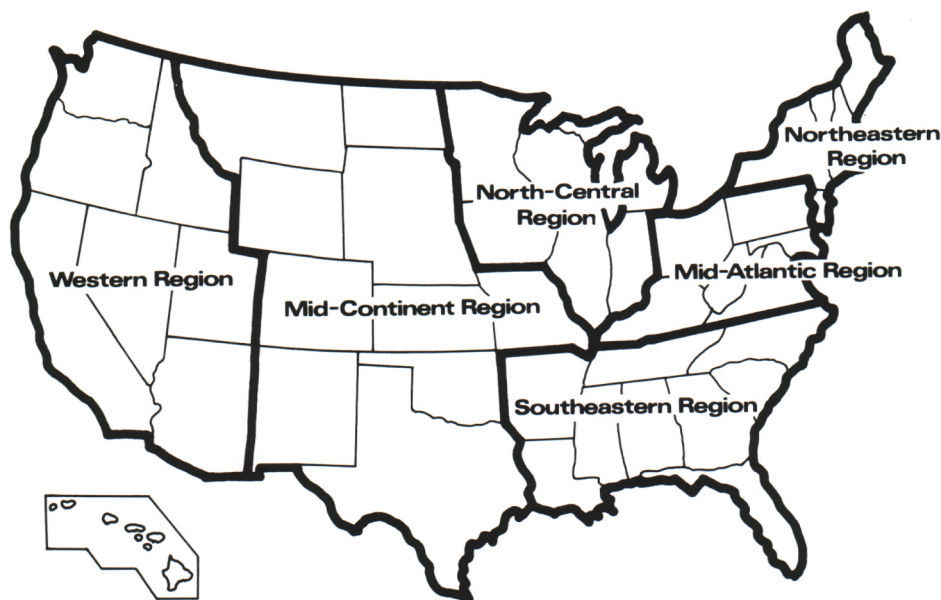 Northeastern
Region
North-Central
Region
Western Region
Mid-Continent Region
Mid-Atlantic Region
Southeastern Region